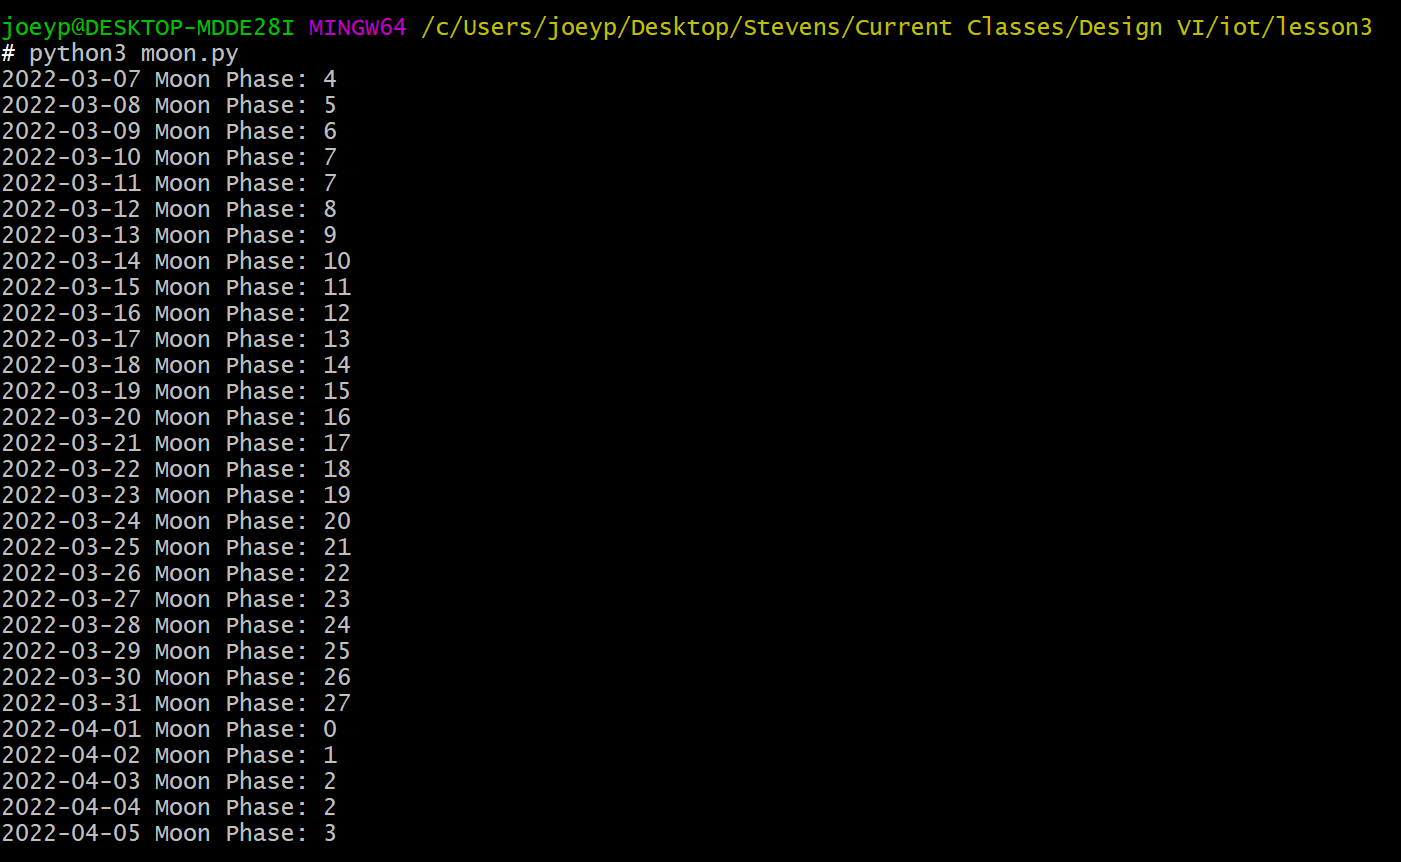 joeyp@DESKTOP-MDDE28I MINGW64 /c/Users/joeyp/Desktop/Stevens/Current Classes/Design VI/iot/lesson3
# python3 moon.py
2022-03-07 Moon Phase: 4
2022-03-08 Moon Phase: 5
2022-03-09 Moon Phase: 6
2022-03-10 Moon Phase: 7
2022-03-11 Moon Phase: 7
2022-03-12 Moon Phase: 8
2022-03-13 Moon Phase: 9
2022-03-14 Moon Phase: 10
2022-03-15 Moon Phase: 11
2022-03-16 Moon Phase: 12
2022-03-17 Moon Phase: 13
2022-03-18 Moon Phase: 14
2022-03-19 Moon Phase: 15
2022-03-20 Moon Phase: 16
2022-03-21 Moon Phase: 17
2022-03-22 Moon Phase: 18
2022-03-23 Moon Phase: 19
2022-03-24 Moon Phase: 20
2022-03-25 Moon Phase: 21
2022-03-26 Moon Phase: 22
2022-03-27 Moon Phase: 23
2022-03-28 Moon Phase: 24
2022-03-29 Moon Phase: 25
2022-03-30 Moon Phase: 26
2022-03-31 Moon Phase: 27
2022-04-01 Moon Phase: 0
2022-04-02 Moon Phase: 1
2022-04-03 Moon Phase: 2
2022-04-04 Moon Phase: 2
2022-04-05 Moon Phase: 3